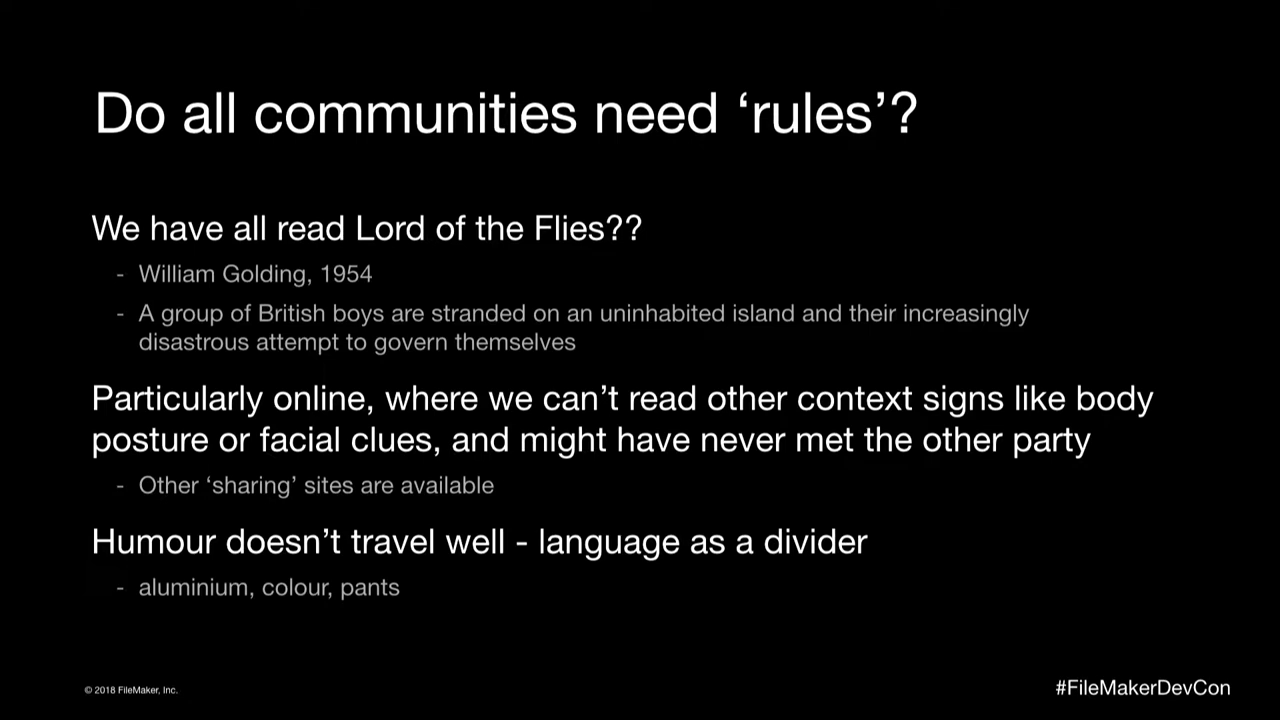 Do all communities need ‘rules’?
We have all read Lord of the Flies??
- William Golding, 1954
- A group of British boys are stranded on an uninhabited island and their increasingly
disastrous attempt to govern themselves
Particularly online, where we can’t read other context signs like body
posture or facial clues, and might have never met the other party
- Other ‘sharing’ sites are available
Humour doesn’t travel well - language as a divider
- aluminium, colour, pants
© 2018 FileMaker, Inc.
#FileMakerDevCon